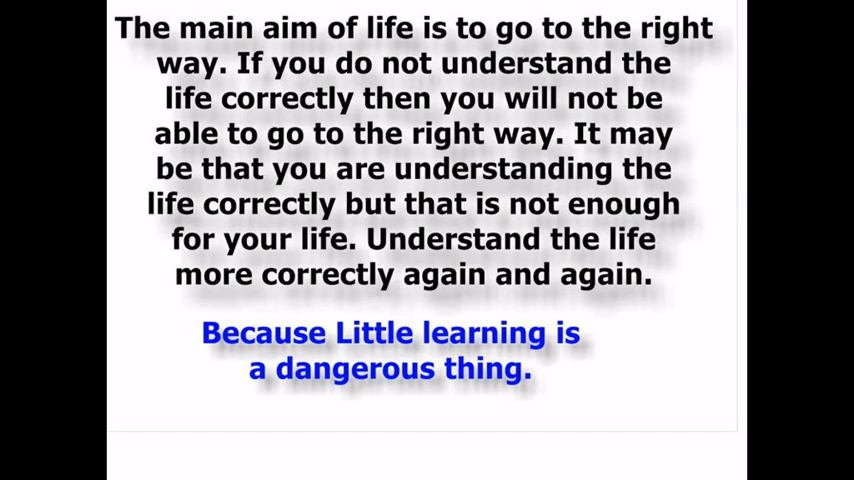 The main aim of life is to go to the right
way. If you do not understand the
life correctly then you will not be
able to go to the right way. It may
be that you are understanding the
life correctly but that is not enough
for your life. Understand the life
more correctly again and again.
Because Little learning is
a dangerous thing.